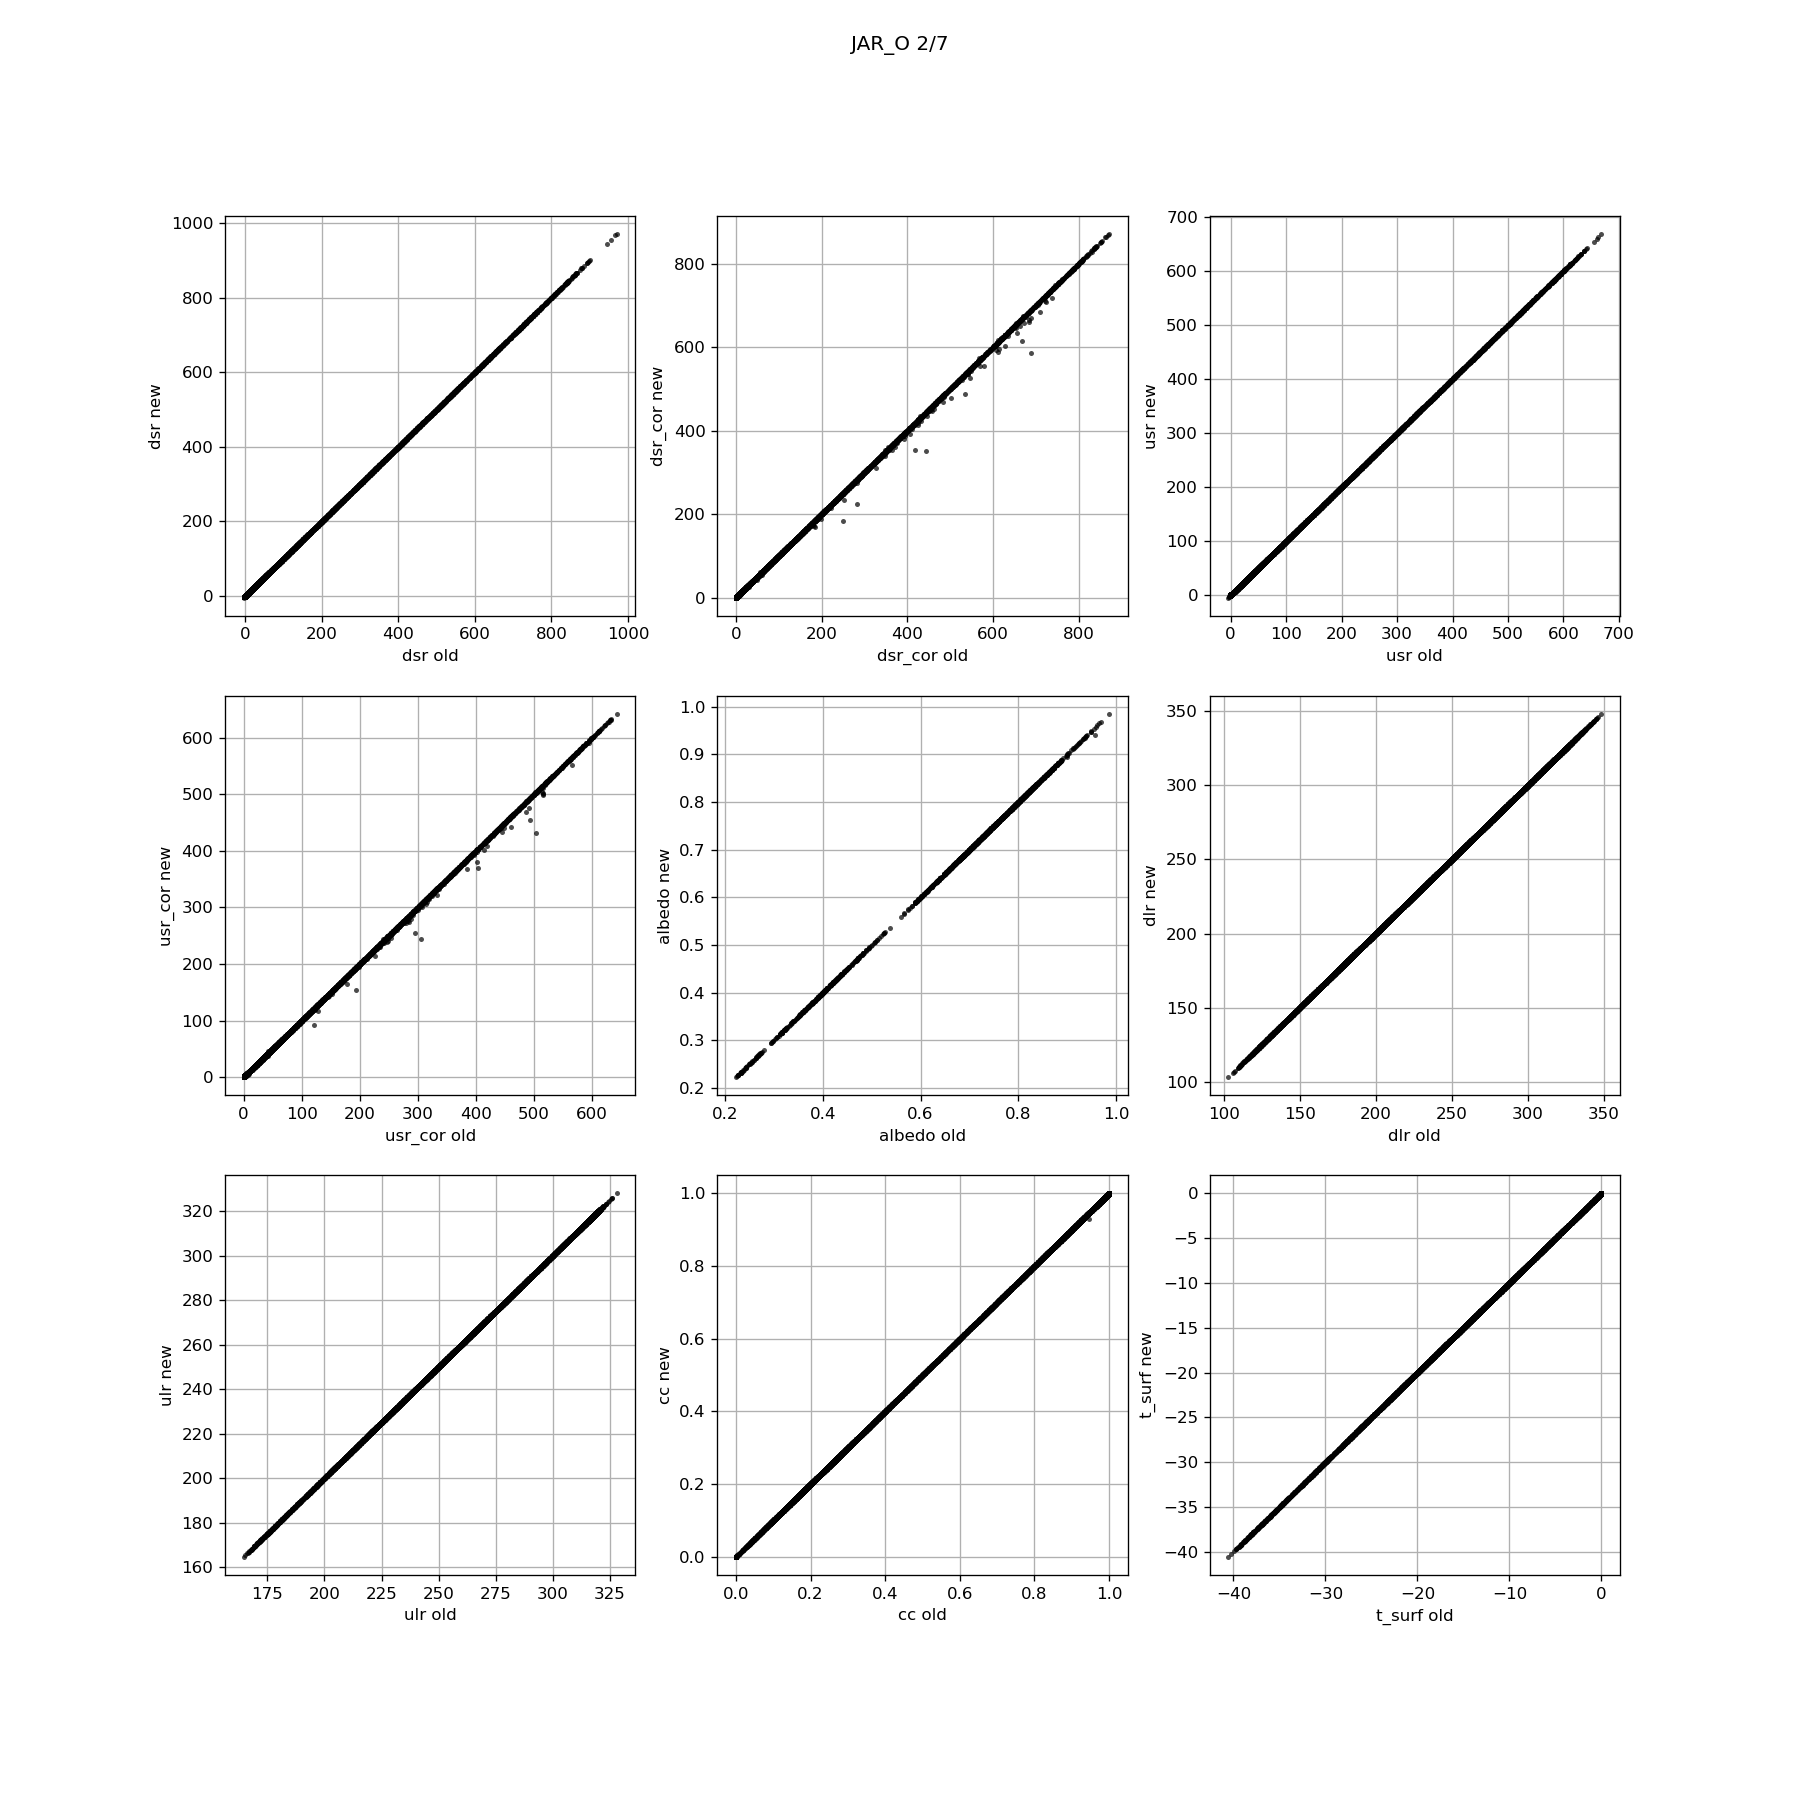 JAR_O 2/7
1000
800
600
400
200
0
dsr new
0 200 400 600 800 1000
dsr old
800
600
400
200
0
dsr_cor new
0 200 400 600 800
dsr_cor old
700
600
500
400
300
200
100
0
usr new
0 100 200 300 400 500 600 700
usr old
600
500
400
300
200
100
0
usr_cor new
0 100 200 300 400 500 600
usr_cor old
1.0
0.9
0.8
0.7
0.6
0.5
0.4
0.3
0.2
albedo new
0.2 0.4 0.6 0.8 1.0
albedo old
350
300
250
200
150
100
dlr new
100 150 200 250 300 350
dlr old
320
300
280
260
240
220
200
180
160
ulr new
175 200 225 250 275 300 325
ulr old
1.0
0.8
0.6
0.4
0.2
0.0
cc new
0.0 0.2 0.4 0.6 0.8 1.0
cc old
0
−5
−10
−15
−20
−25
−30
−35
−40
t_surf new
−40 −30 −20 −10 0
t_surf old